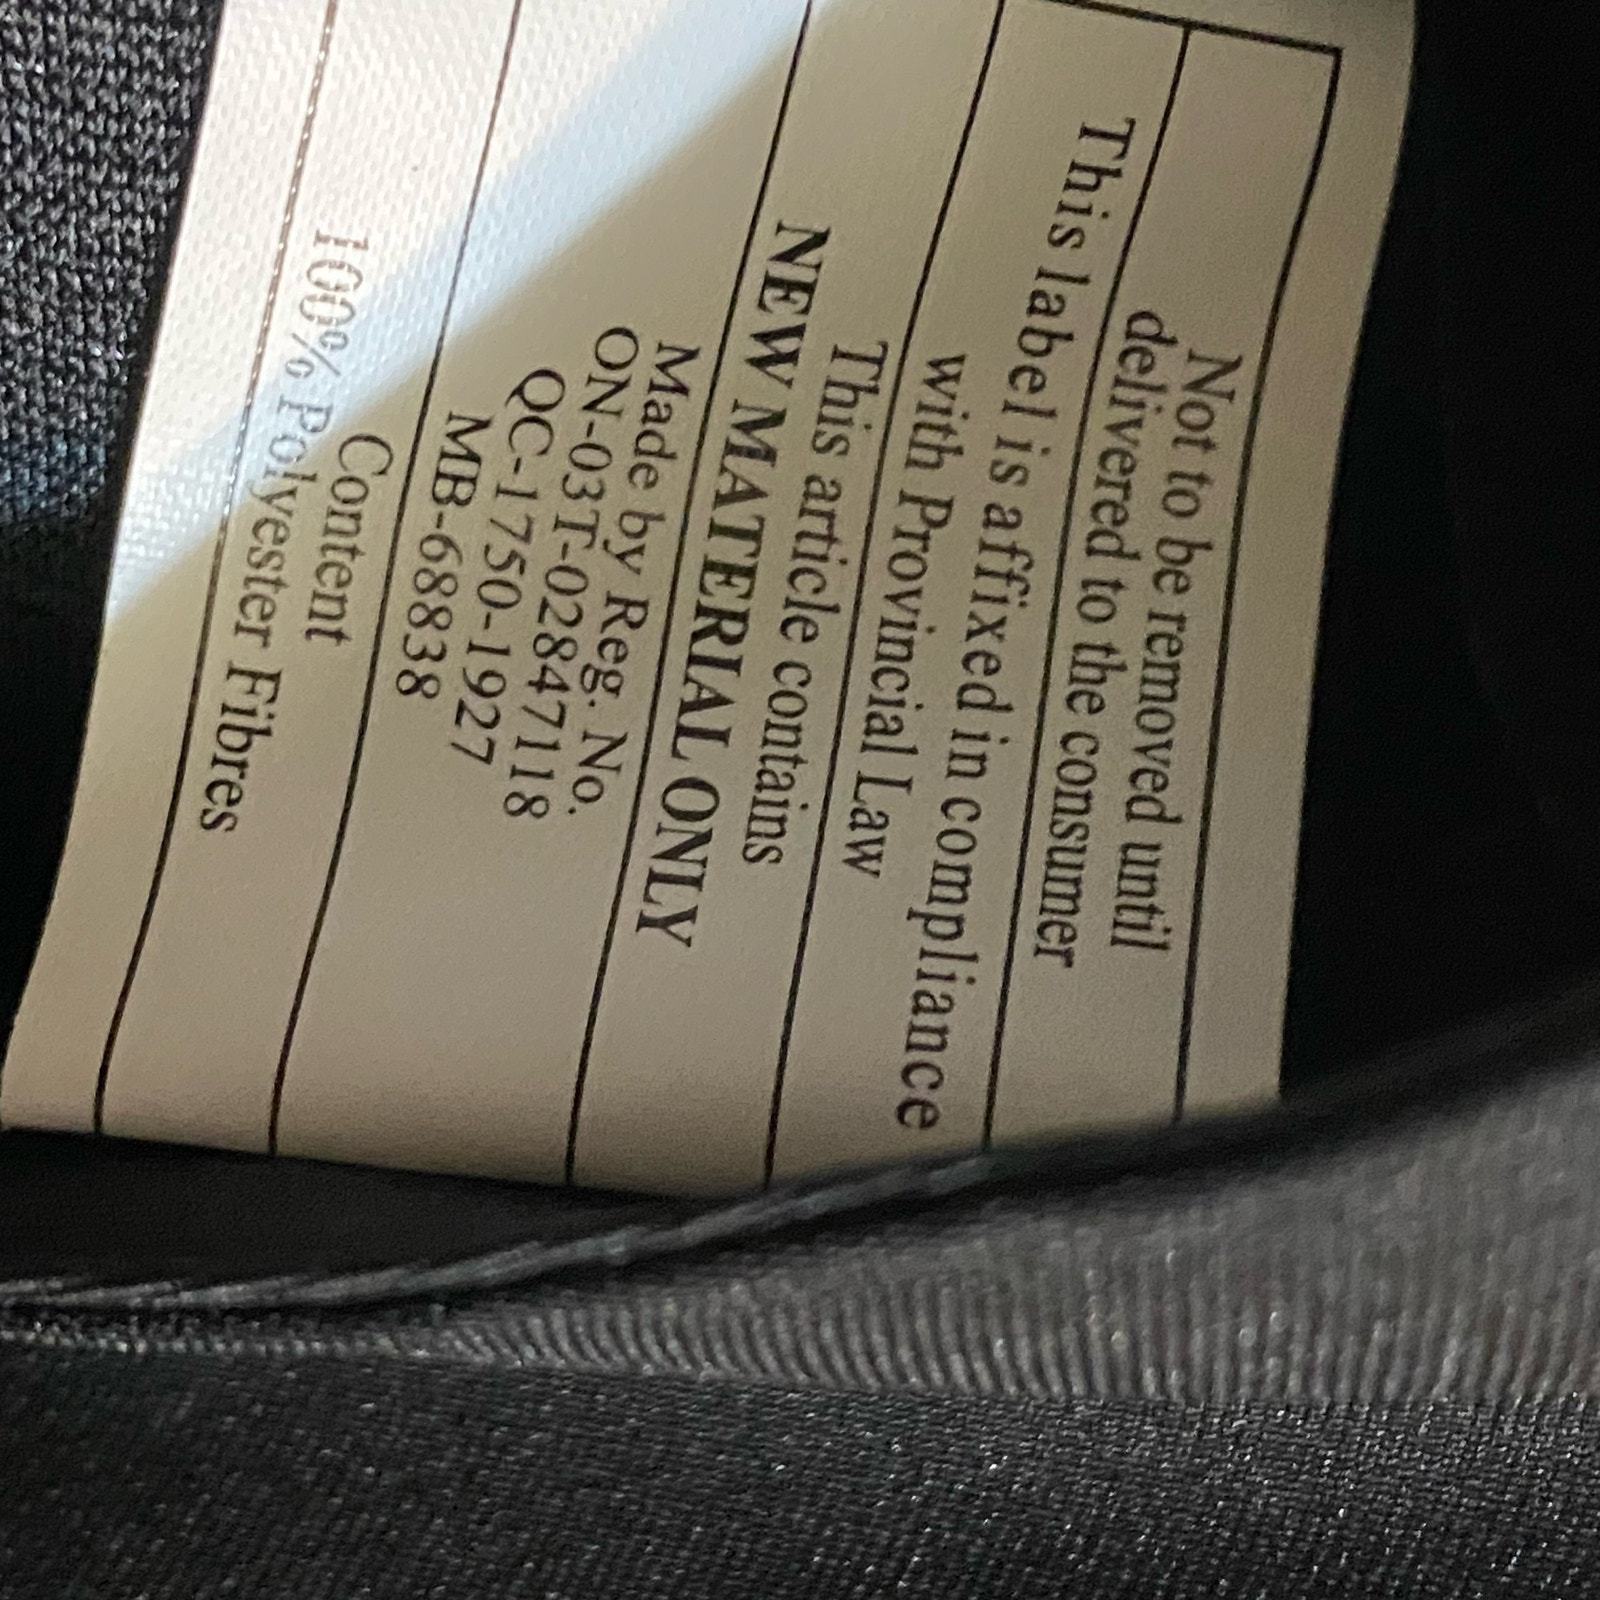 Not to be removed until
delivered to the consumer
This label is affixed in compliance
with Provincial Law
This article contains
NEW MATERIAL ONLY
Made by Reg. No.
ON-03T-02847118
QC-1750-1927
MB-68838
Content
100% Polyester Fibres